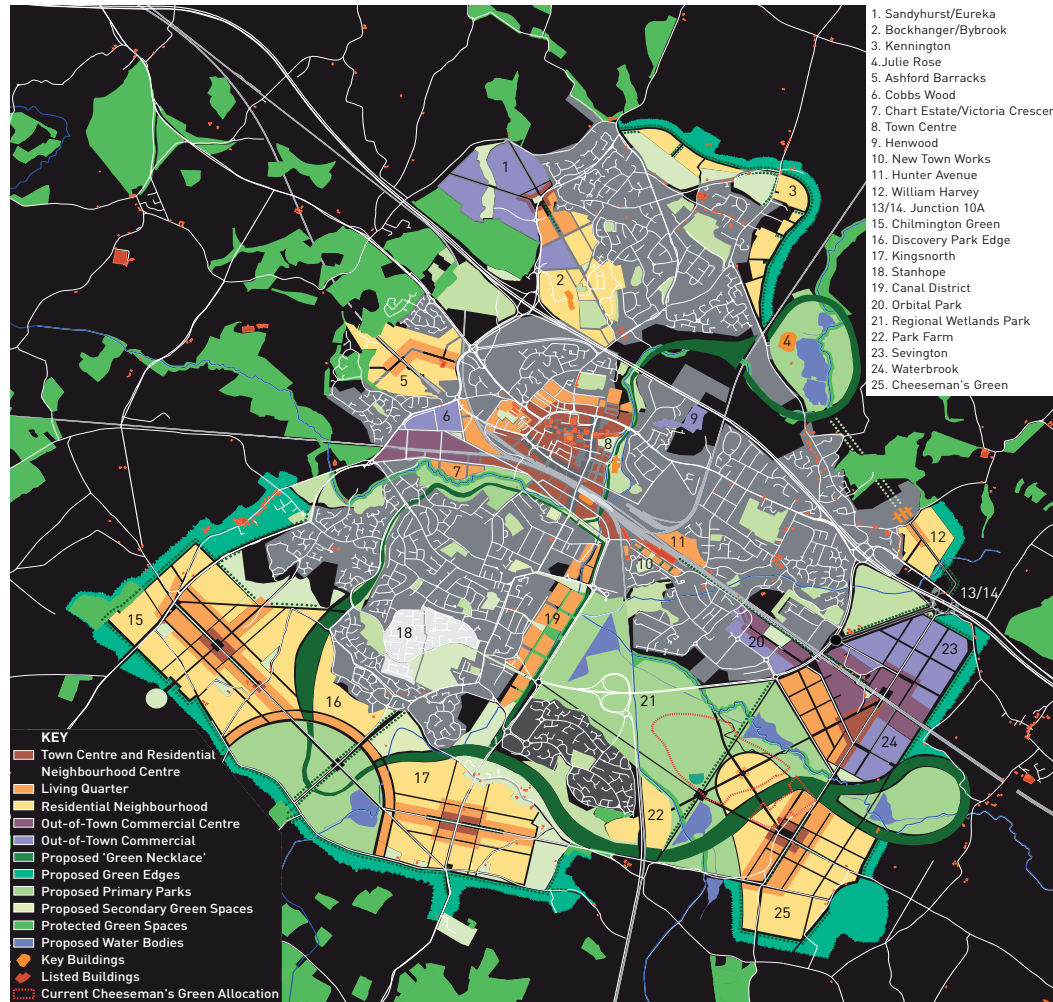 1. Sandyhurst/Eureka
2. Bockhanger/Bybrook
3. Kennington
4.Julie Rose
5. Ashford Barracks
6. Cobbs Wood
7. Chart Estate/Victoria Crescen
8. Town Centre
9. Henwood
10. New Town Works
11. Hunter Avenue
12. William Harvey
13/14. Junction 10A
15. Chilmington Green
16. Discovery Park Edge
17. Kingsnorth
18. Stanhope
19. Canal District
20. Orbital Park
21. Regional Wetlands Park
22. Park Farm
23. Sevington
24. Waterbrook
25. Cheeseman's Green
1
3
2
4
5
6
9
8
7
11
12
10
13/14
15
19
18
20
23
16
21
24
17
22
25
KEY
Town Centre and Residential
Neighbourhood Centre
Living Quarter
Residential Neighbourhood
Out-of-Town Commercial Centre
Out-of-Town Commercial
Proposed 'Green Necklace'
Proposed Green Edges
Proposed Primary Parks
Proposed Secondary Green Spaces
Protected Green Spaces
Proposed Water Bodies
Key Buildings
Listed Buildings
Current Cheeseman's Green Allocation